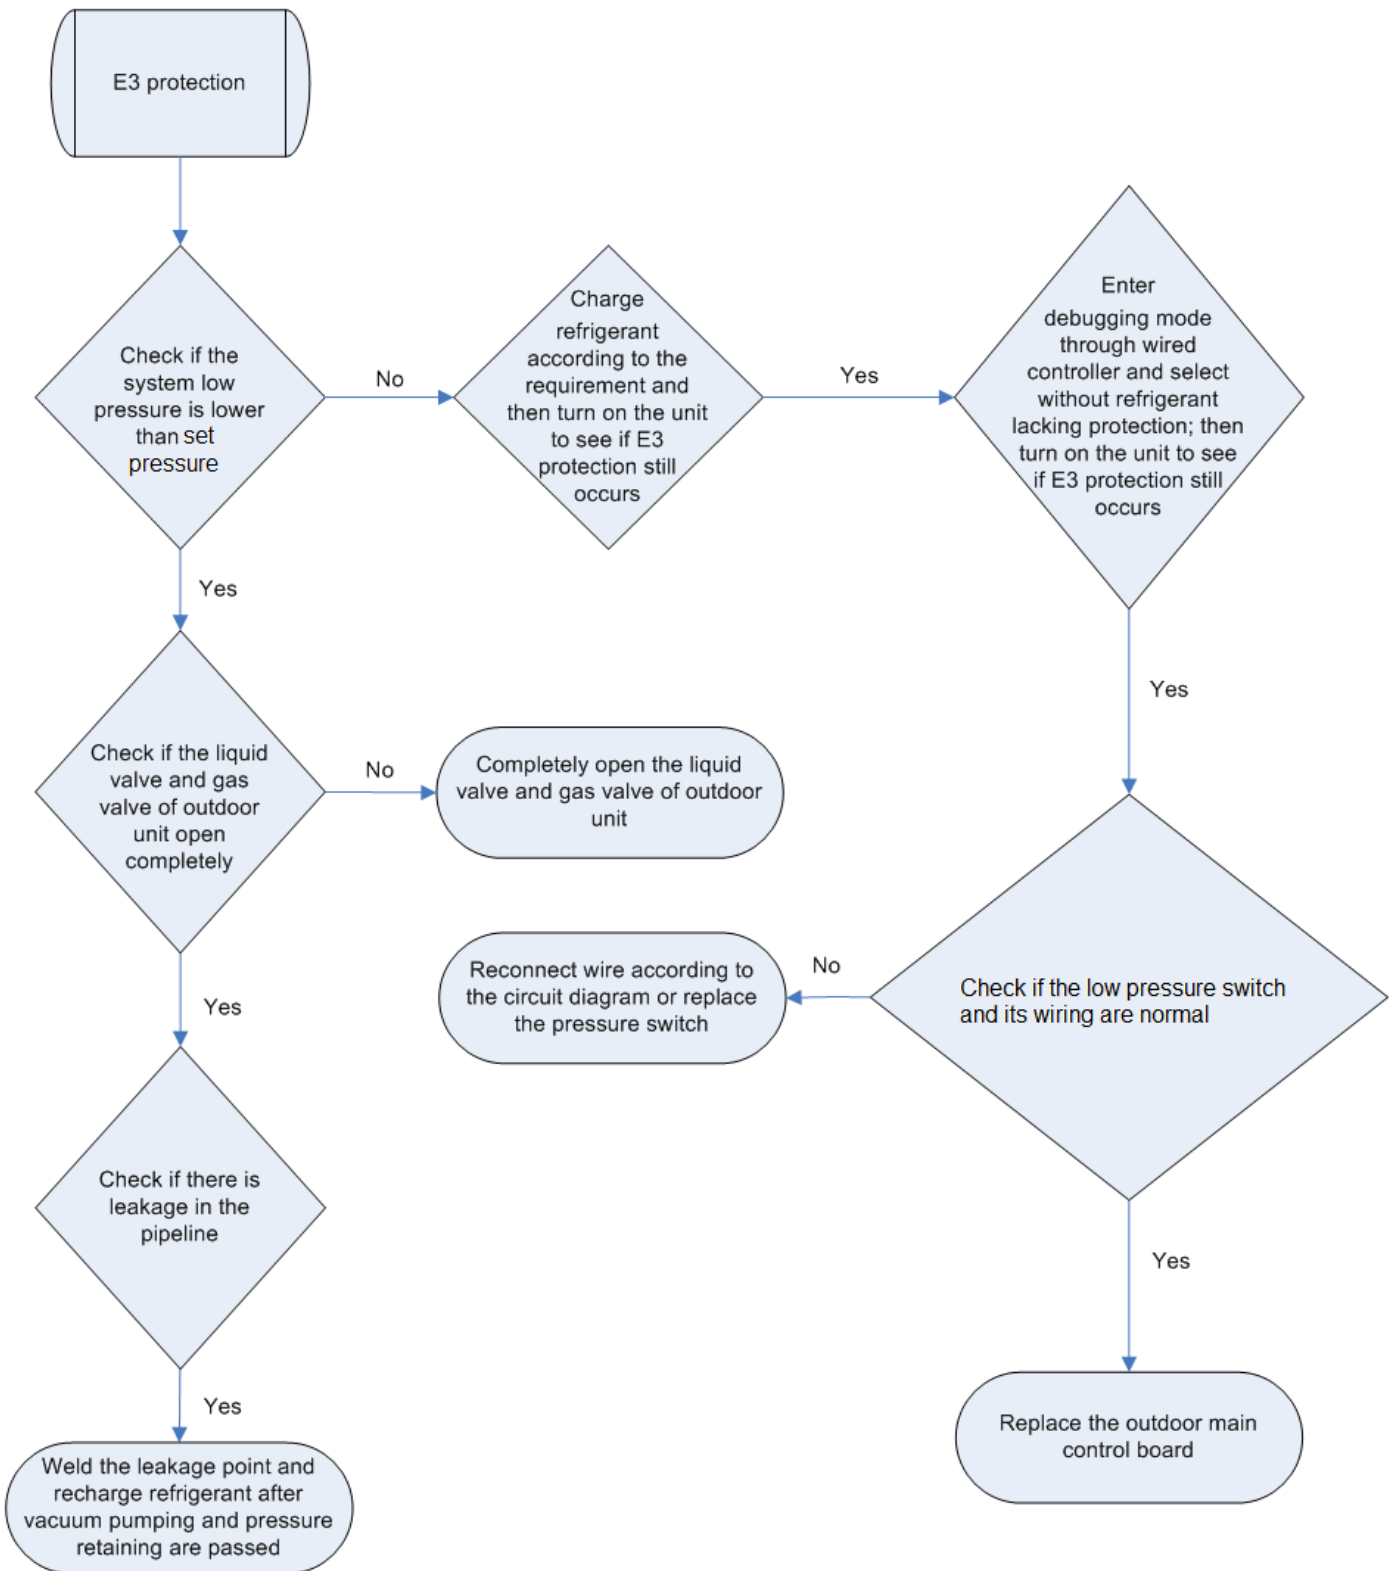 E3 protection
Check if the
system low
pressure is lower
than set
pressure
No
Charge
refrigerant
according to the
requirement and
then turn on the unit
to see if E3
protection still
occurs
Yes
Enter
debugging mode
through wired
controller and select
without refrigerant
lacking protection; then
turn on the unit to see
if E3 protection still
occurs
Yes
Yes
Check if the liquid
valve and gas
valve of outdoor
unit open
completely
No
Completely open the liquid
valve and gas valve of outdoor
unit
Reconnect wire according to
the circuit diagram or replace
the pressure switch
No
Check if the low pressure switch
and its wiring are normal
Yes
Check if there is
leakage in the
pipeline
Yes
Yes
Weld the leakage point and
recharge refrigerant after
vacuum pumping and pressure
retaining are passed
Replace the outdoor main
control board